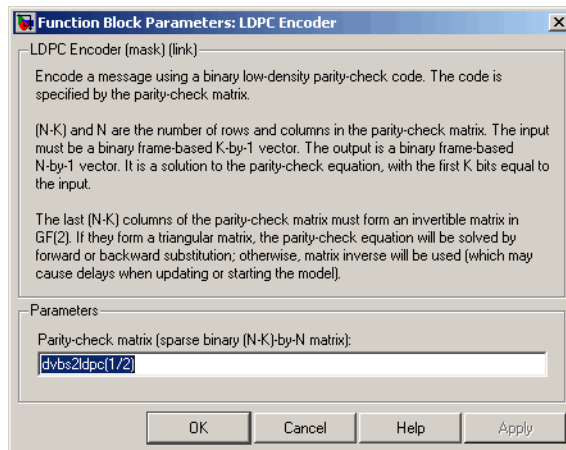 Function Block Parameters: LDPC Encoder
LDPC Encoder (mask) (link)
Encode a message using a binary low-density parity-check code. The code is
specified by the parity-check matrix.
(N-K) and N are the number of rows and columns in the parity-check matrix. The input
must be a binary frame-based K-by-1 vector. The output is a binary frame-based
N-by-1 vector. It is a solution to the parity-check equation, with the first K bits equal to
the input.
The last (N-K) columns of the parity-check matrix must form an invertible matrix in
GF(2). If they form a triangular matrix, the parity-check equation will be solved by
forward or backward substitution; otherwise, matrix inverse will be used (which may
cause delays when updating or starting the model).
Parameters
Parity-check matrix (sparse binary (N-K)-by-N matrix):
dvbs2ldpc(1/2)
OK Cancel Help Apply